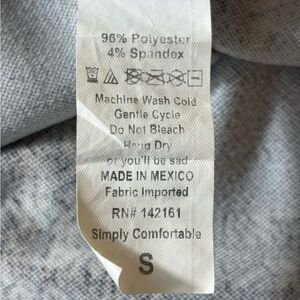 96% Polyester
4% Spandex
Machine Wash Cold
Gentle Cycle
Do Not Bleach
Hang Dry
or you'll be sad
MADE IN MEXICO
Fabric Imported
RN# 142161
Simply Comfortable
S